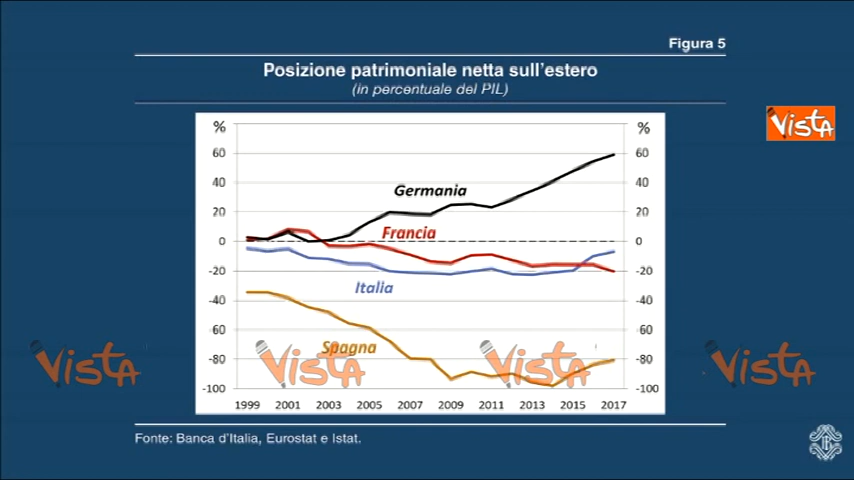 Figura 5
Posizione patrimoniale netta sull'estero
(in percentuale del PIL)
% %
60 60
40 40
Germania
20 20
Francia
0 0
-20 -20
Italia
-40 -40
-60 -60
Spagna
-80 -80
-100 -100
1999 2001 2003 2005 2007 2009 2011 2013 2015 2017
Fonte: Banca d'Italia, Eurostat e Istat.
VISTA
VISTA VISTA VISTA VISTA